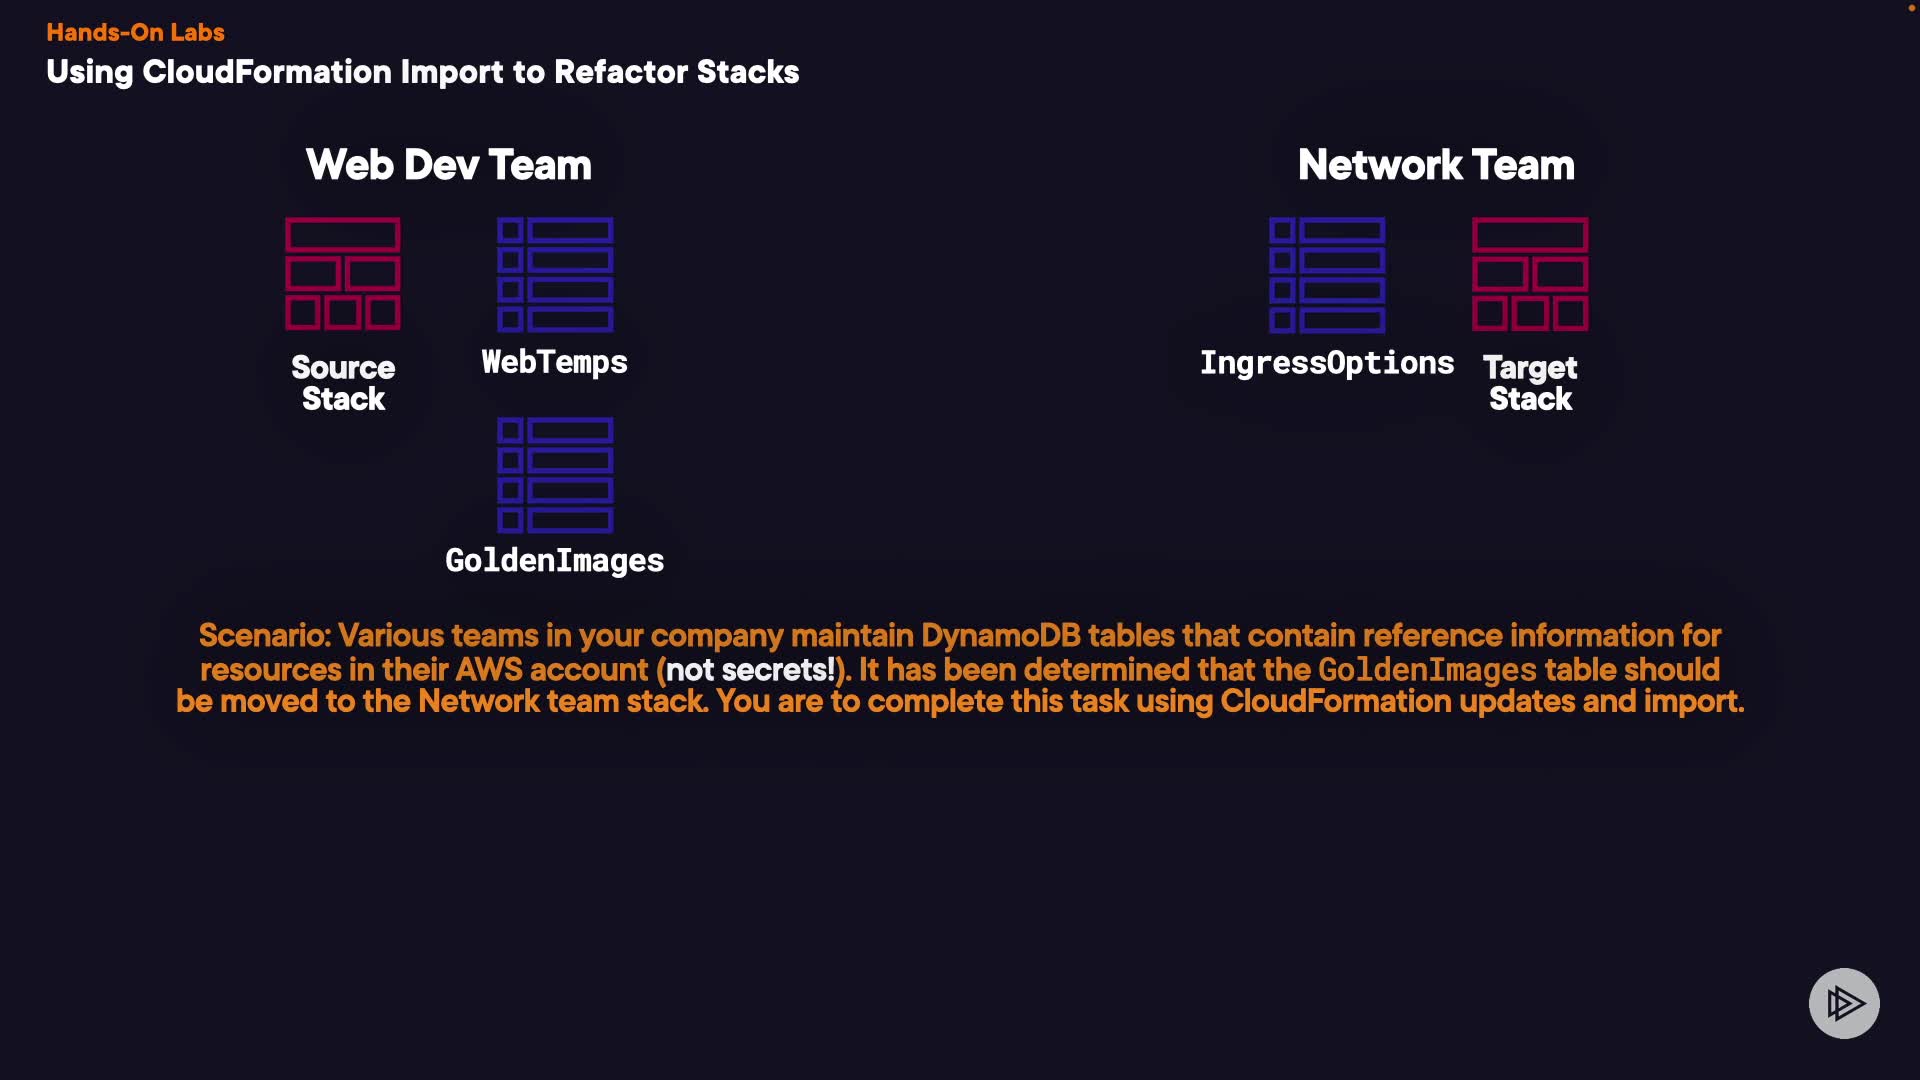 Hands-On Labs
Using CloudFormation Import to Refactor Stacks
Web Dev Team
Network Team
Source
Stack
WebTemps
GoldenImages
IngressOptions
Target
Stack
Scenario: Various teams in your company maintain DynamoDB tables that contain reference information for
resources in their AWS account (not secrets!). It has been determined that the GoldenImages table should
be moved to the Network team stack. You are to complete this task using CloudFormation updates and import.